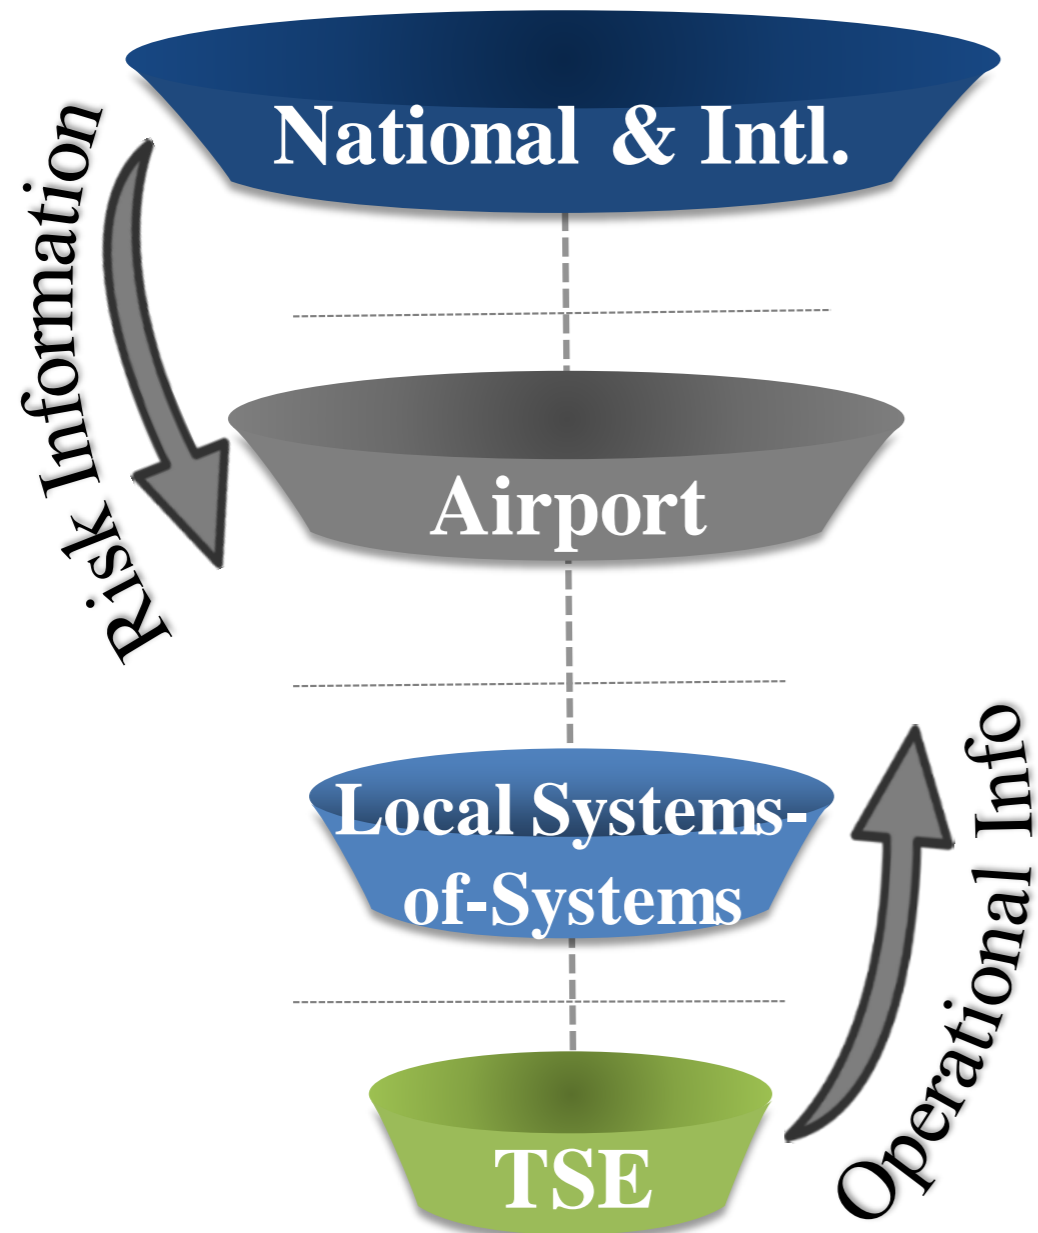 National & Intl.
Risk Information
Airport
Local Systems-
of-Systems
Operational Info
TSE